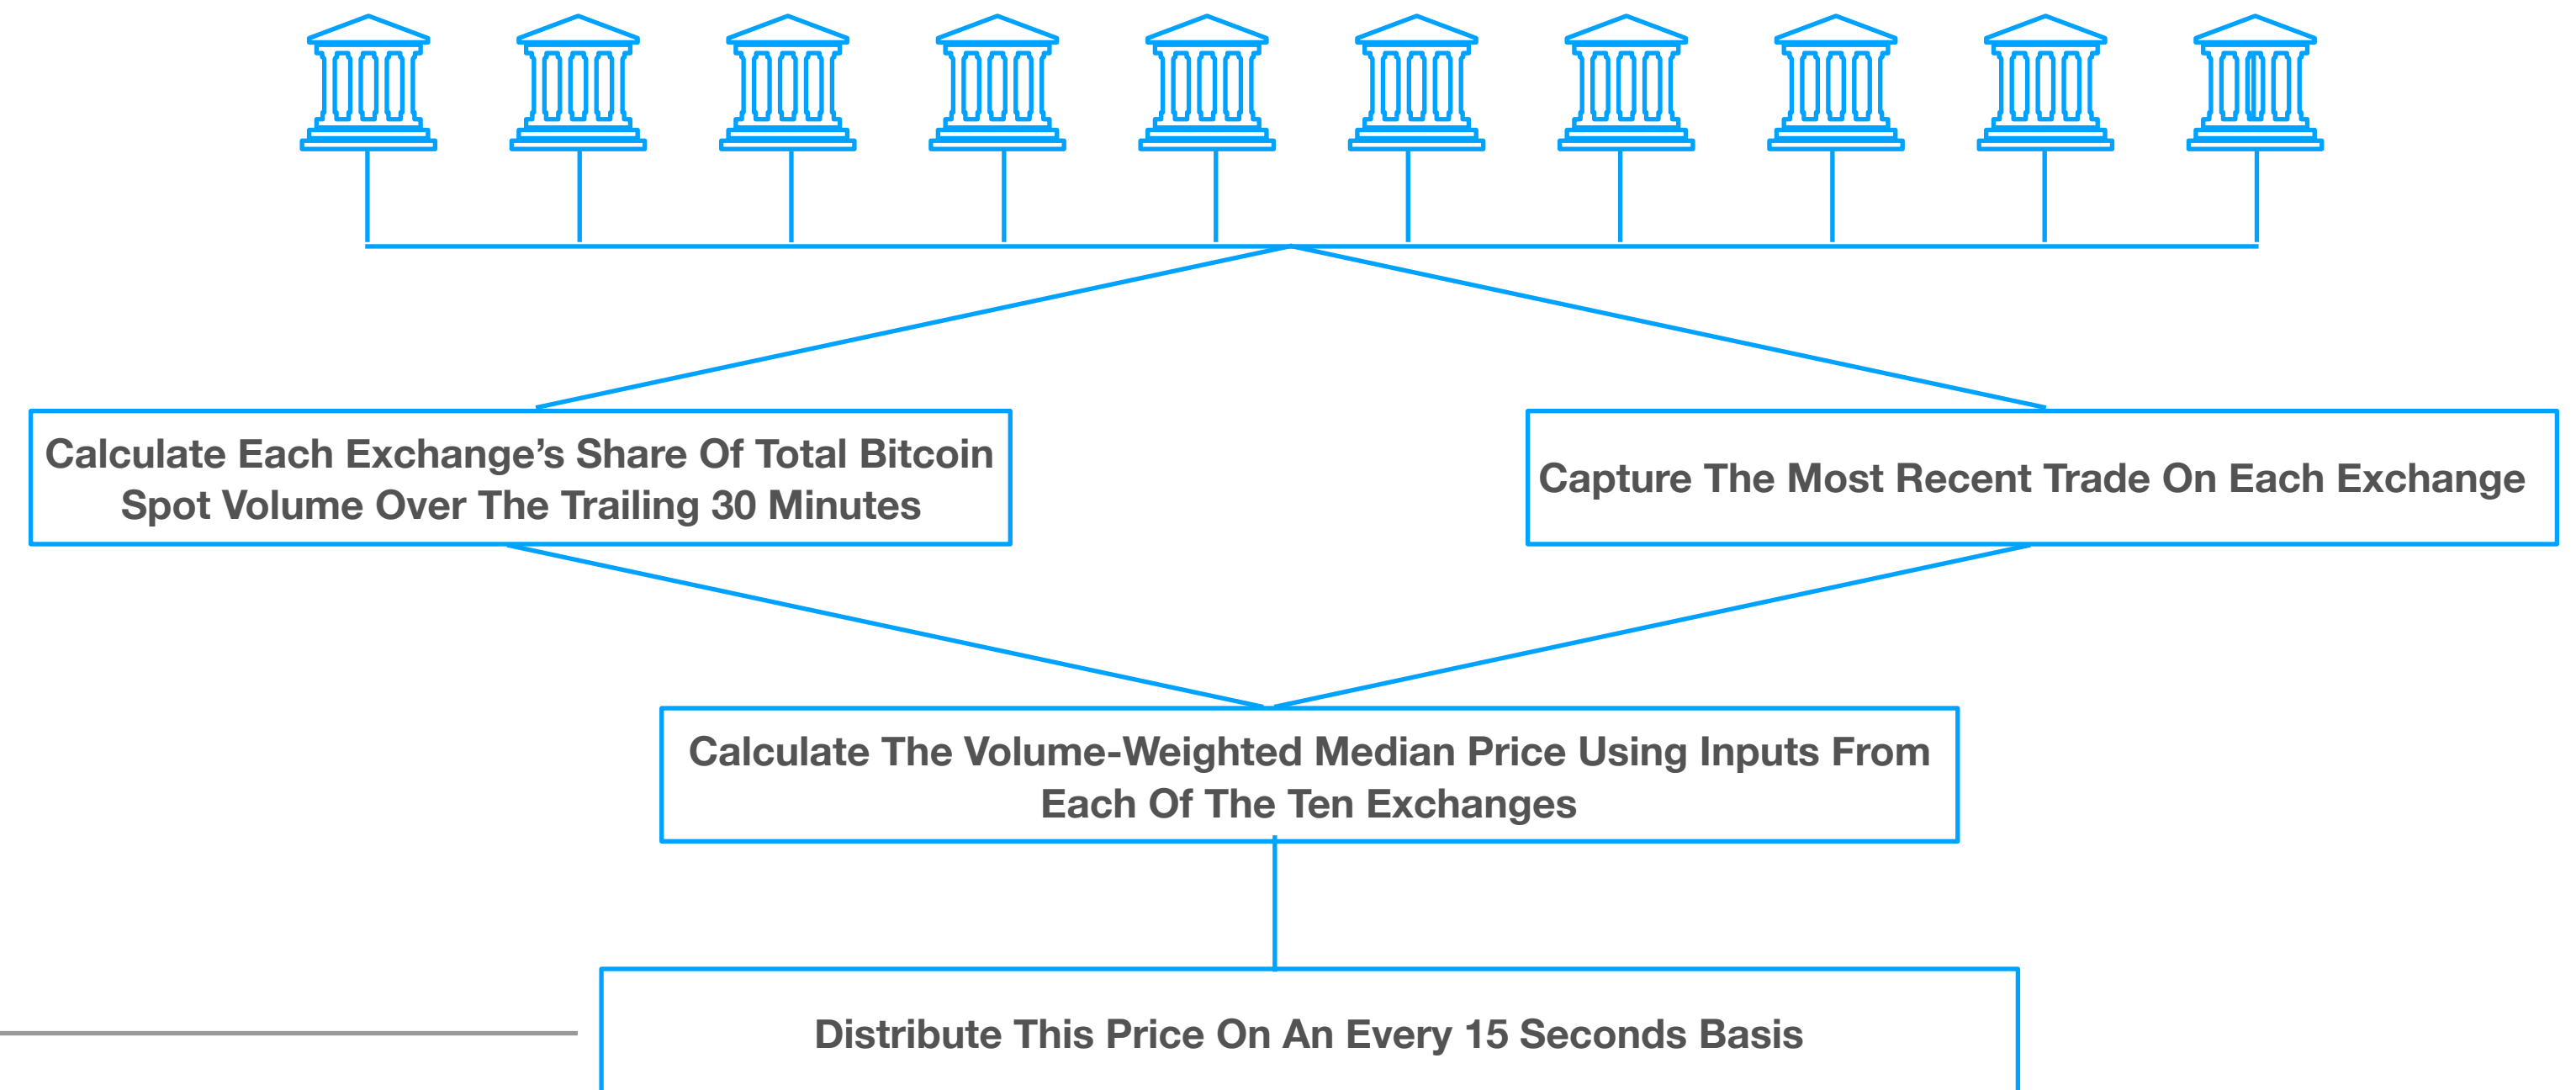 Calculate Each Exchange’s Share Of Total Bitcoin
Spot Volume Over The Trailing 30 Minutes
Capture The Most Recent Trade On Each Exchange
Calculate The Volume-Weighted Median Price Using Inputs From
Each Of The Ten Exchanges
Distribute This Price On An Every 15 Seconds Basis